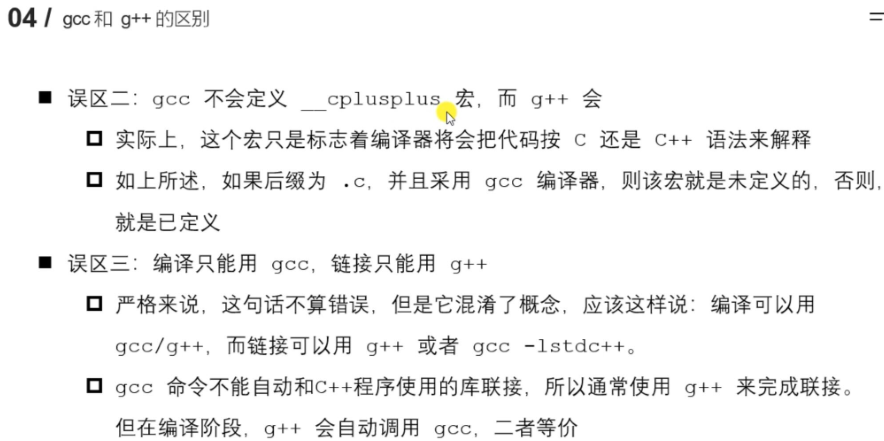 04 / gcc 和 g++ 的区别
误区二：gcc 不会定义 __cplusplus 宏，而 g++ 会
实际上，这个宏只是标志着编译器将会把代码按 C 还是 C++ 语法来解释
如上所述，如果后缀为 .c，并且采用 gcc 编译器，则该宏就是未定义的，否则，
就是已定义
误区三：编译只能用 gcc，链接只能用 g++
严格来说，这句话不算错误，但是它混淆了概念，应该这样说：编译可以用
gcc/g++，而链接可以用 g++ 或者 gcc -lstdc++。
gcc 命令不能自动和C++程序使用的库联接，所以通常使用 g++ 来完成联接。
但在编译阶段，g++ 会自动调用 gcc，二者等价